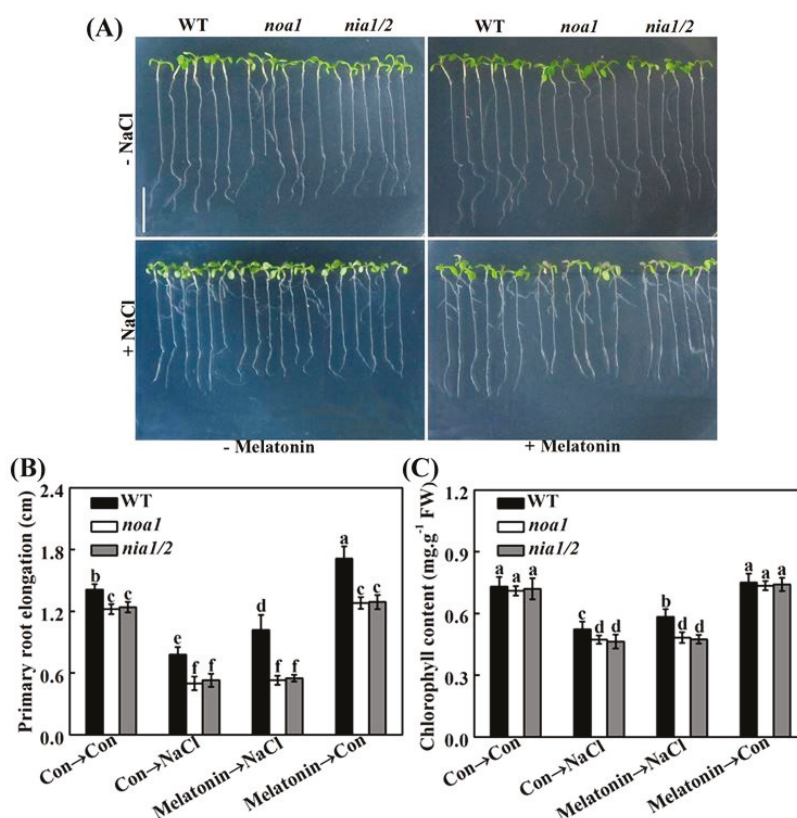 (A)
WT noa1 nia1/2 WT noa1 nia1/2
- NaCl
+ NaCl
- Melatonin + Melatonin
(B)
Primary root elongation (cm)
2.4
1.8
1.2
0.6
0.0
WT
noa1
nia1/2
b c c
e f f
d f f
a c c
Con→Con
Con→NaCl
Melatonin→NaCl
Melatonin→Con
(C)
Chlorophyll content (mg.g-1 FW)
1.2
0.9
0.6
0.3
0.0
WT
noa1
nia1/2
a a a
c d d
b d d
a a a
Con→Con
Con→NaCl
Melatonin→NaCl
Melatonin→Con